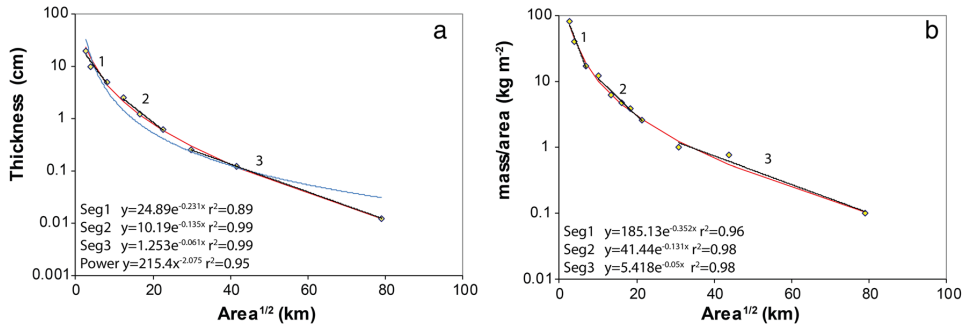 a
Thickness (cm)
100
10
1
0.1
0.01
0.001
1
2
3
Seg1 y=24.89e-0.231x r2=0.89
Seg2 y=10.19e-0.135x r2=0.99
Seg3 y=1.253e-0.061x r2=0.99
Power y=215.4x-2.075 r2=0.95
0 20 40 60 80 100
Area1/2 (km)
b
mass/area (kg m-2)
100
10
1
0.1
0.01
1
2
3
Seg1 y=185.13e-0.352x r2=0.96
Seg2 y=41.44e-0.131x r2=0.98
Seg3 y=5.418e-0.05x r2=0.98
0 20 40 60 80 100
Area1/2 (km)